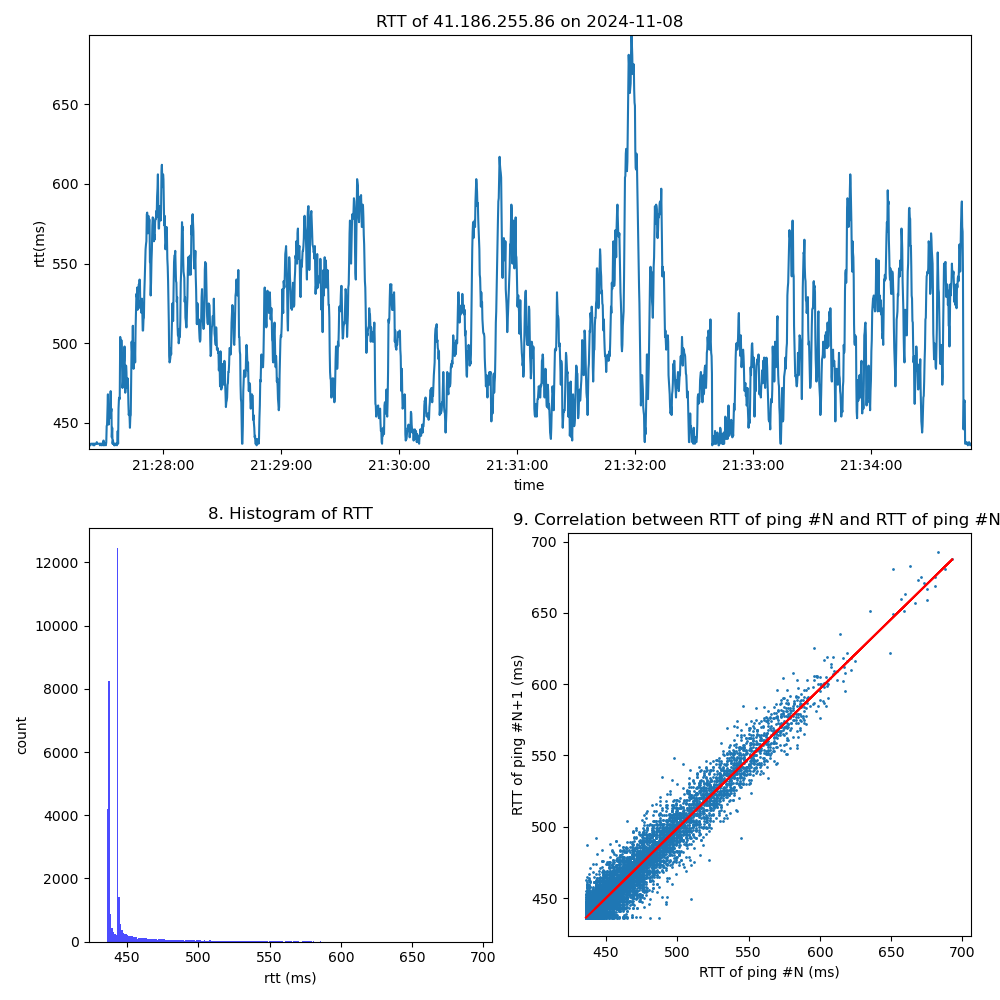 RTT of 41.186.255.86 on 2024-11-08
rtt(ms)
650
600
550
500
450
21:28:00 21:29:00 21:30:00 21:31:00 21:32:00 21:33:00 21:34:00
time
8. Histogram of RTT
count
12000
10000
8000
6000
4000
2000
0
450 500 550 600 650 700
rtt (ms)
9. Correlation between RTT of ping #N and RTT of ping #N
RTT of ping #N+1 (ms)
700
650
600
550
500
450
450 500 550 600 650 700
RTT of ping #N (ms)